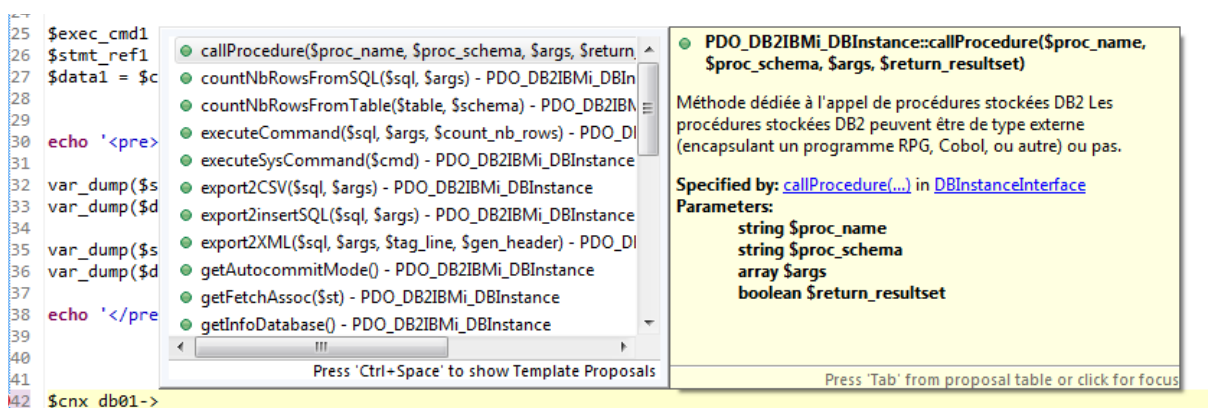 24
25 $exec_cmd1
26 $stmt_ref1
27 $data1 = $c
28
29
30 echo '<pre>
31
32 var_dump($s
33 var_dump($d
34
35 var_dump($s
36 var_dump($d
37
38 echo '</pre
39
40
41
42 $cnx_db01->
callProcedure($proc_name, $proc_schema, $args, $return_
countNbRowsFromSQL($sql, $args) - PDO_DB2IBMi_DBIn
countNbRowsFromTable($table, $schema) - PDO_DB2IBM
executeCommand($sql, $args, $count_nb_rows) - PDO_DI
executeSysCommand($cmd) - PDO_DB2IBMi_DBInstance
export2CSV($sql, $args) - PDO_DB2IBMi_DBInstance
export2insertSQL($sql, $args) - PDO_DB2IBMi_DBInstance
export2XML($sql, $args, $tag_line, $gen_header) - PDO_DI
getAutocommitMode() - PDO_DB2IBMi_DBInstance
getFetchAssoc($st) - PDO_DB2IBMi_DBInstance
getInfoDatabase() - PDO_DB2IBMi_DBInstance
Press 'Ctrl+Space' to show Template Proposals
PDO_DB2IBMi_DBInstance::callProcedure($proc_name,
$proc_schema, $args, $return_resultset)
Méthode dédiée à l'appel de procédures stockées DB2 Les
procédures stockées DB2 peuvent être de type externe
(encapsulant un programme RPG, Cobol, ou autre) ou pas.
Specified by: callProcedure(...) in DBInstanceInterface
Parameters:
string $proc_name
string $proc_schema
array $args
boolean $return_resultset
Press 'Tab' from proposal table or click for focus